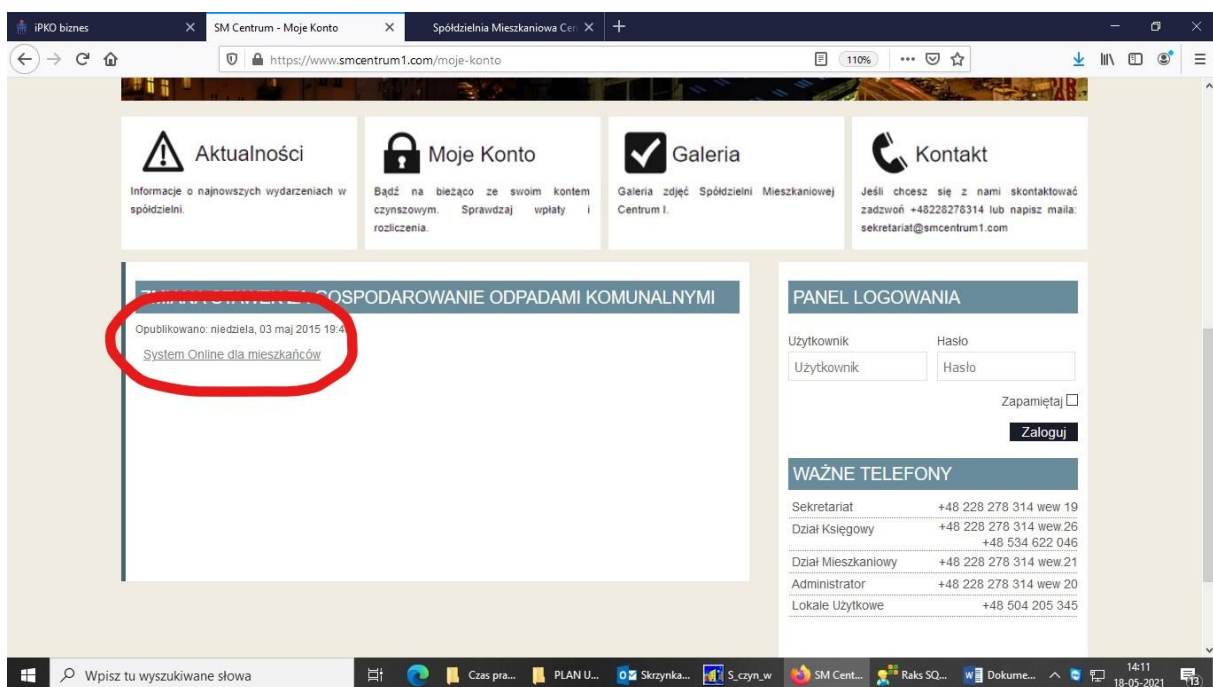 iPKO biznes
SM Centrum - Moje Konto
Spółdzielnia Mieszkaniowa Cen
https://www.smcentrum1.com/moje-konto
110%
Aktualności
Informacje o najnowszych wydarzeniach w
spółdzielni.
Moje Konto
Bądź na bieżąco ze swoim kontem
czynszowym. Sprawdzaj wpłaty i
rozliczenia.
Galeria
Galeria zdjęć Spółdzielni Mieszkaniowej
Centrum I.
Kontakt
Jeśli chcesz się z nami skontaktować
zadzwoń +48228278314 lub napisz maila:
sekretariat@smcentrum1.com
ZMIANA STAWEK ZA GOSPODAROWANIE ODPADAMI KOMUNALNYMI
Opublikowano: niedziela, 03 maj 2015 19:4
System Online dla mieszkańców
PANEL LOGOWANIA
Użytkownik Hasło
Użytkownik Hasło
Zapamiętaj
Zaloguj
WAŻNE TELEFONY
Sekretariat +48 228 278 314 wew 19
Dział Księgowy +48 228 278 314 wew.26
+48 534 622 046
Dział Mieszkaniowy +48 228 278 314 wew.21
Administrator +48 228 278 314 wew 20
Lokale Użytkowe +48 504 205 345
Wpisz tu wyszukiwane słowa
Czas pra...
PLAN U...
Skrzynka...
S_czyn_w
SM Cent...
Raks SQ...
Dokume...
14:11
18-05-2021
13